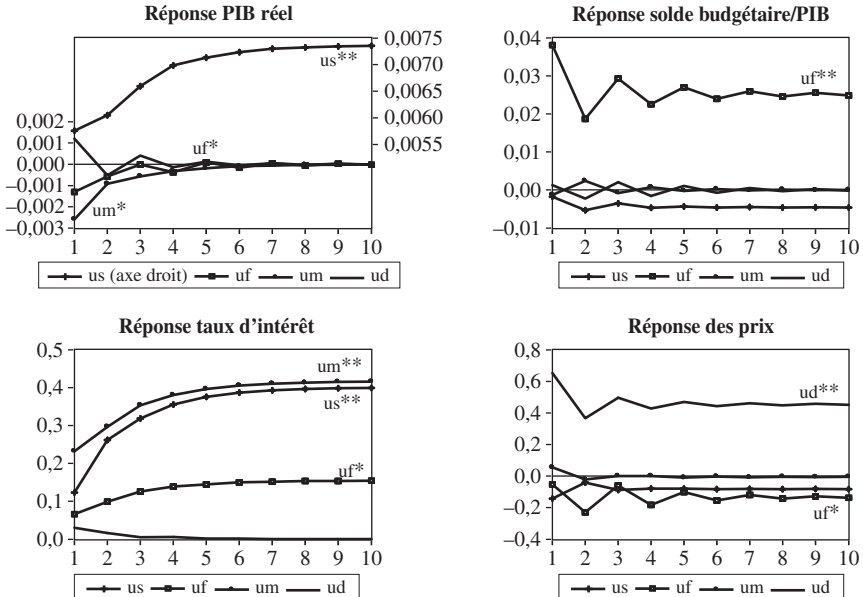 Réponse PIB réel
0,0075
0,0070
0,0065
0,0060
0,0055
0,002
0,001
0,000
–0,001
–0,002
–0,003
us**
uf*
um*
1 2 3 4 5 6 7 8 9 10
us (axe droit) uf um ud
Réponse solde budgétaire/PIB
0,04
0,03
0,02
0,01
0,00
–0,01
uf**
1 2 3 4 5 6 7 8 9 10
us uf um ud
Réponse taux d'intérêt
0,5
0,4
0,3
0,2
0,1
0,0
um**
us**
uf*
1 2 3 4 5 6 7 8 9 10
us uf um ud
Réponse des prix
0,8
0,6
0,4
0,2
0,0
–0,2
–0,4
ud**
uf*
1 2 3 4 5 6 7 8 9 10
us uf um ud